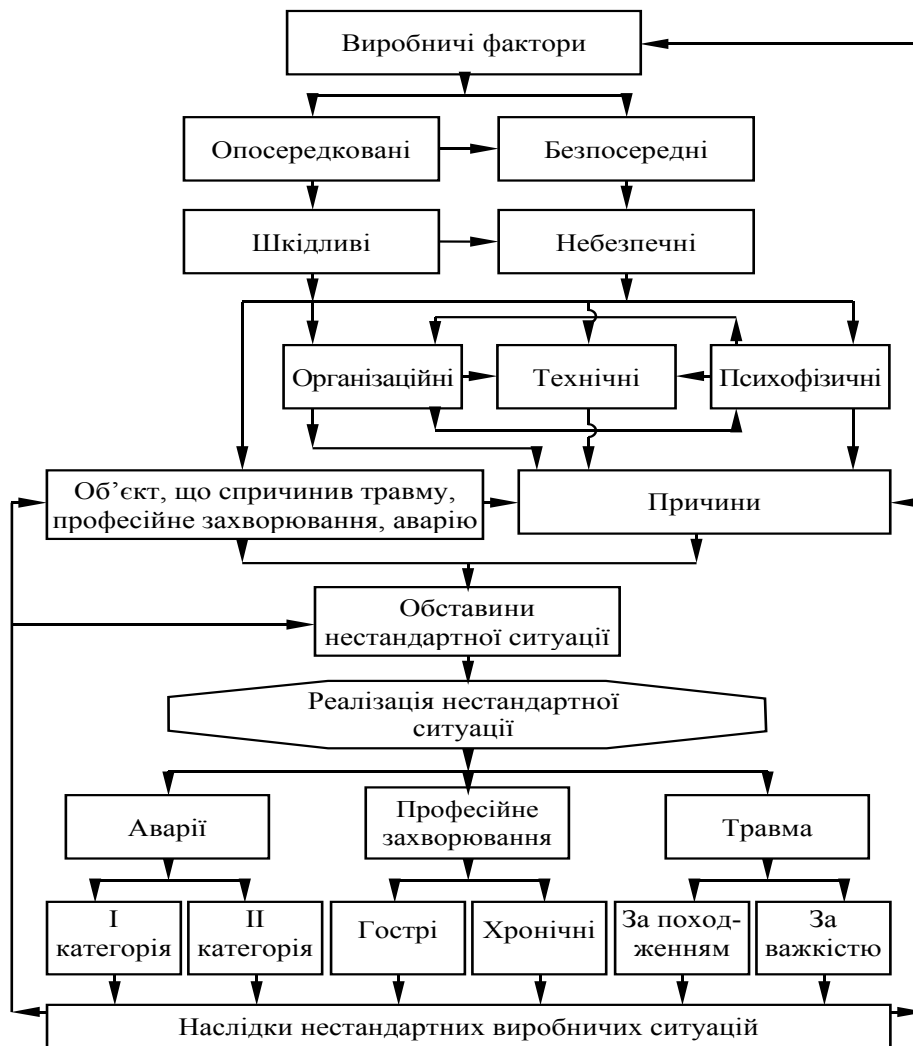 Виробничі фактори
Опосередковані
Безпосередні
Шкідливі
Небезпечні
Організаційні
Технічні
Психофізичні
Об’єкт, що спричинив травму,
професійне захворювання, аварію
Причини
Обставини
нестандартної ситуації
Реалізація нестандартної
ситуації
Аварії
Професійне
захворювання
Травма
І
категорія
ІІ
категорія
Гострі
Хронічні
За поход-
женням
За
важкістю
Наслідки нестандартних виробничих ситуацій